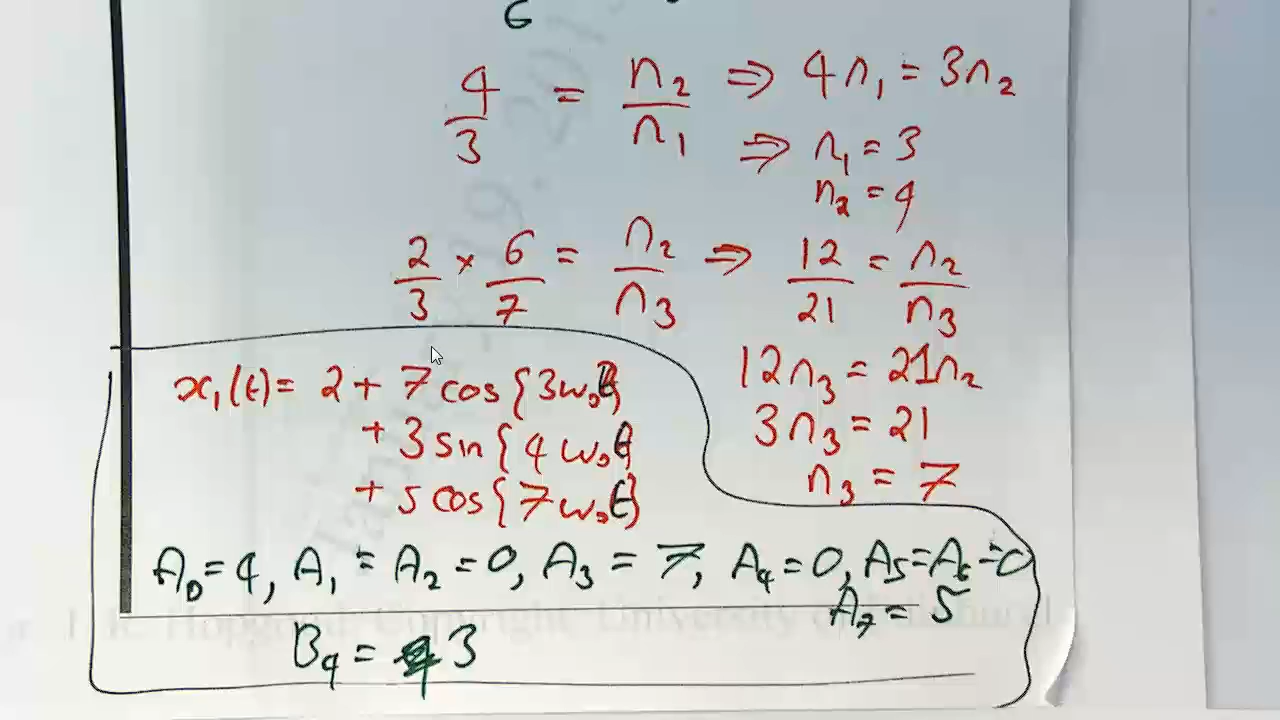 6
4/3 = n₂/n₁ ⇒ 4n₁ = 3n₂
⇒ n₁ = 3
n₂ = 4
2/3 × 6/7 = n₂/n₃ ⇒ 12/21 = n₂/n₃
12n₃ = 21n₂
3n₃ = 21
n₃ = 7
x₁(t) = 2 + 7 cos{3ω₀t}
+ 3 sin{4ω₀t}
+ 5 cos{7ω₀t}
A₀ = 4, A₁ = A₂ = 0, A₃ = 7, A₄ = 0, A₅ = A₆ = 0
A₇ = 5
B₄ = 3